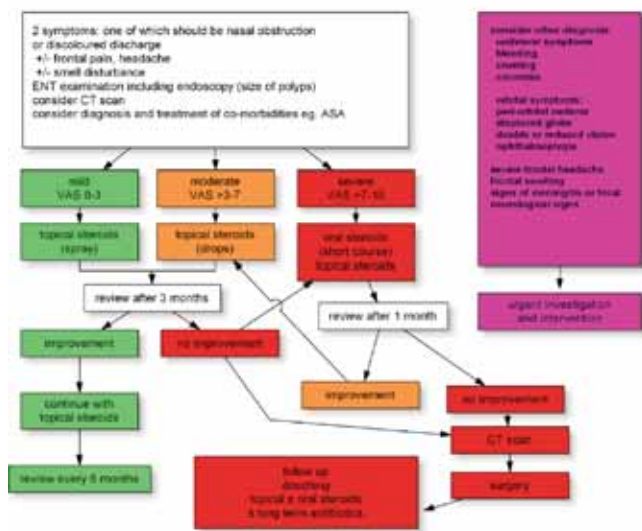 2 symptoms: one of which should be nasal obstruction
or discoloured discharge
+/- frontal pain, headache
+/- smell disturbance
ENT examination including endoscopy (size of polyps)
consider CT scan
consider diagnosis and treatment of co-morbidities eg. ASA
consider other diagnosis
unilateral symptoms
bleeding
crusting
cacosmia
orbital symptoms:
peri-orbital oedema
displaced globe
double or reduced vision
ophthalmoplegia
severe frontal headache
frontal swelling
signs of meningitis or focal
neurological signs
mild
VAS 0-3
moderate
VAS >3-7
severe
VAS >7-10
topical steroids
(spray)
topical steroids
(drops)
oral steroids
(short course)
topical steroids
review after 3 months
review after 1 month
urgent investigation
and intervention
improvement
no improvement
improvement
no improvement
continue with
topical steroids
CT scan
review every 6 months
surgery
follow up
douching
topical ± oral steroids
± long term antibiotics